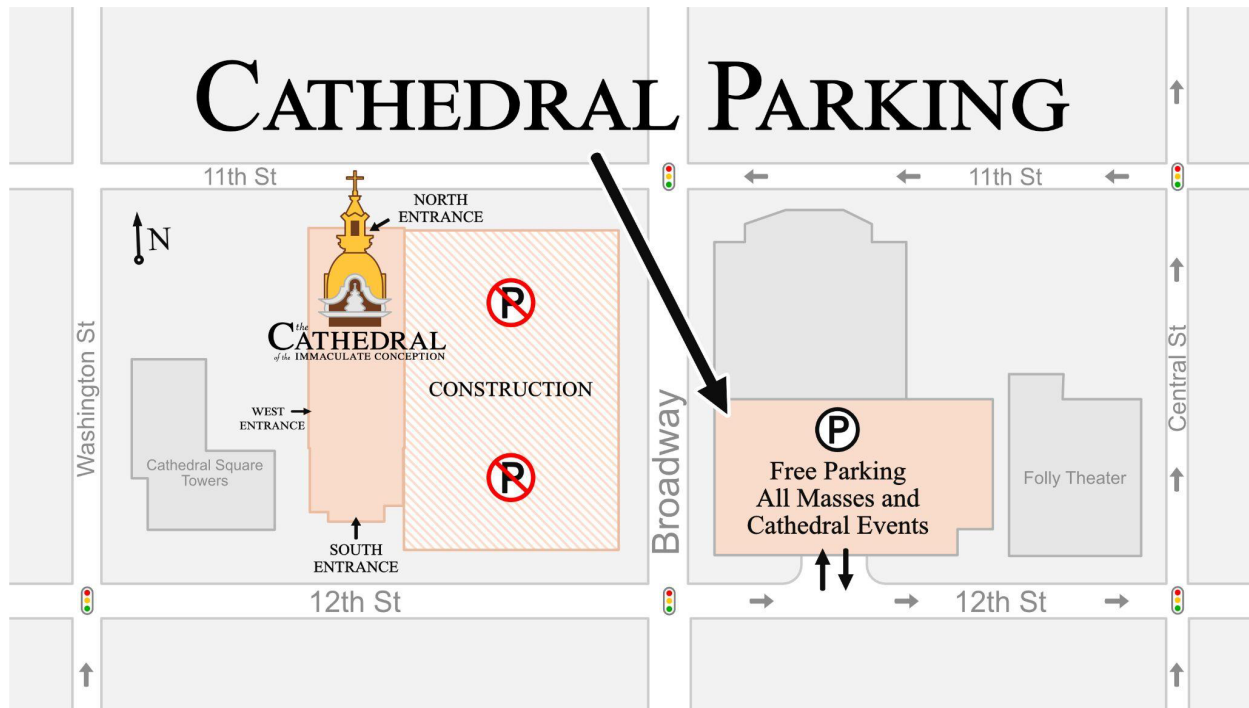 CATHEDRAL PARKING
11th St
11th St
N
NORTH
ENTRANCE
P
the
CATHEDRAL
of the IMMACULATE CONCEPTION
CONSTRUCTION
WEST
ENTRANCE
P
SOUTH
ENTRANCE
Cathedral Square
Towers
Washington St
Broadway
P
Free Parking
All Masses and
Cathedral Events
Folly Theater
Central St
12th St
12th St